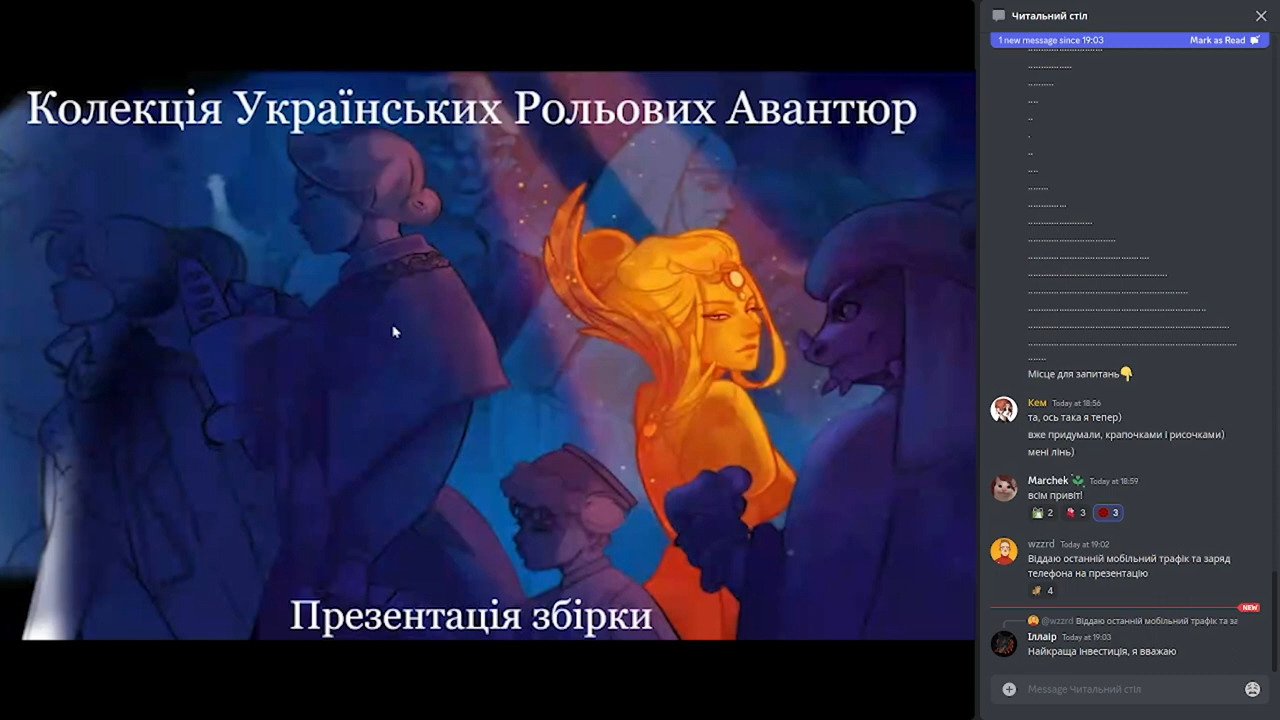 Колекція Українських Рольових Авантюр
Презентація збірки
Читальний стіл
1 new message since 19:03 Mark as Read
..................................
....................
............
....
..
.
..
....
.........
.................
.............................
.......................................
......................................................
..............................................................
........................................................................
................................................................................
..........................................................................................
.............................................................................................
........
Місце для запитань👇
Кем Today at 18:56
та, ось така я тепер)
вже придумали, крапочками і рисочками)
мені лінь)
Marchek Today at 18:59
всім привіт!
2 3 3
wzzrd Today at 19:02
Віддаю останній мобільний трафік та заряд
телефона на презентацію
4
NEW
@wzzrd Віддаю останній мобільний трафік та за
Іллаір Today at 19:03
Найкраща інвестиція, я вважаю
Message Читальний стіл